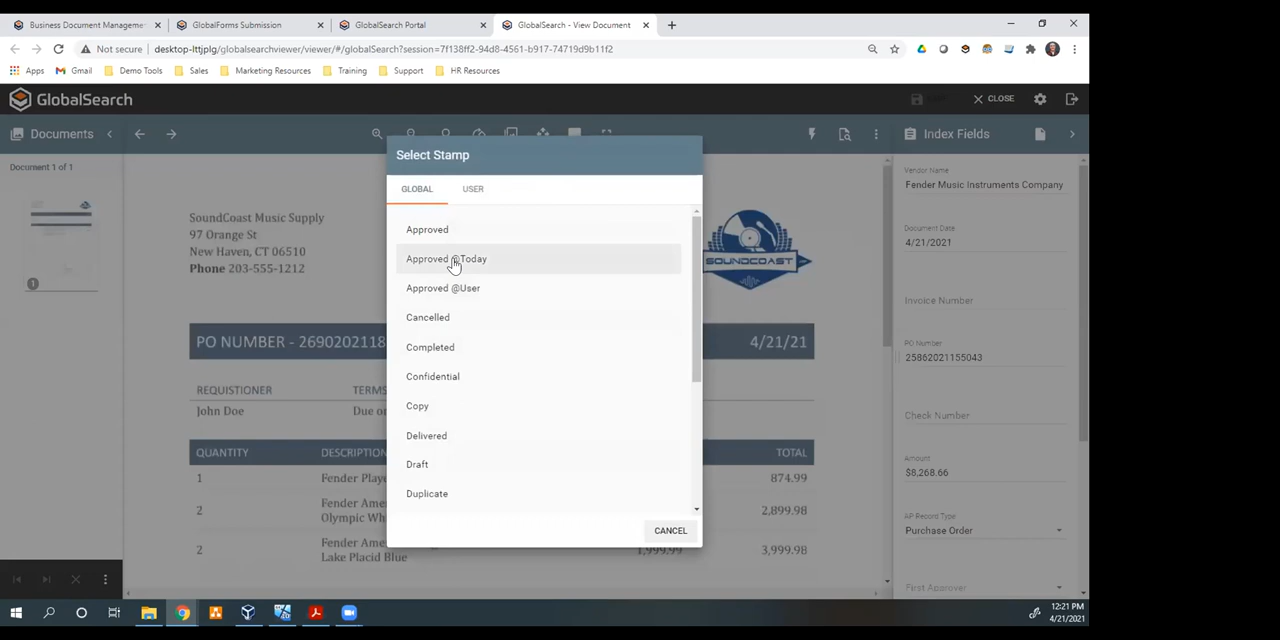 Business Document Manageme
GlobalForms Submission
GlobalSearch Portal
GlobalSearch - View Document
Not secure
desktop-lttjplg/globalsearchviewer/viewer/#/globalSearch?session=7f138ff2-94d8-4561-b917-74719d9b11f2
Apps
Gmail
Demo Tools
Sales
Marketing Resources
Training
Support
HR Resources
GlobalSearch
CLOSE
Documents
Index Fields
Document 1 of 1
1
SoundCoast Music Supply
97 Orange St
New Haven, CT 06510
Phone 203-555-1212
SOUNDCOAST
PO NUMBER - 2690202118
4/21/21
REQUISTIONER
TERMS
John Doe
Due o
QUANTITY
DESCRIPTION
TOTAL
1
Fender Playe
874.99
2
Fender Ame
Olympic Wh
2,899.98
2
Fender Ame
Lake Placid Blue
1,999.99
3,999.98
Select Stamp
GLOBAL
USER
Approved
Approved @Today
Approved @User
Cancelled
Completed
Confidential
Copy
Delivered
Draft
Duplicate
CANCEL
Vendor Name
Fender Music Instruments Company
Document Date
4/21/2021
Invoice Number
PO Number
25862021155043
Check Number
Amount
$8,268.66
AP Record Type
Purchase Order
First Approver
12:21 PM
4/21/2021